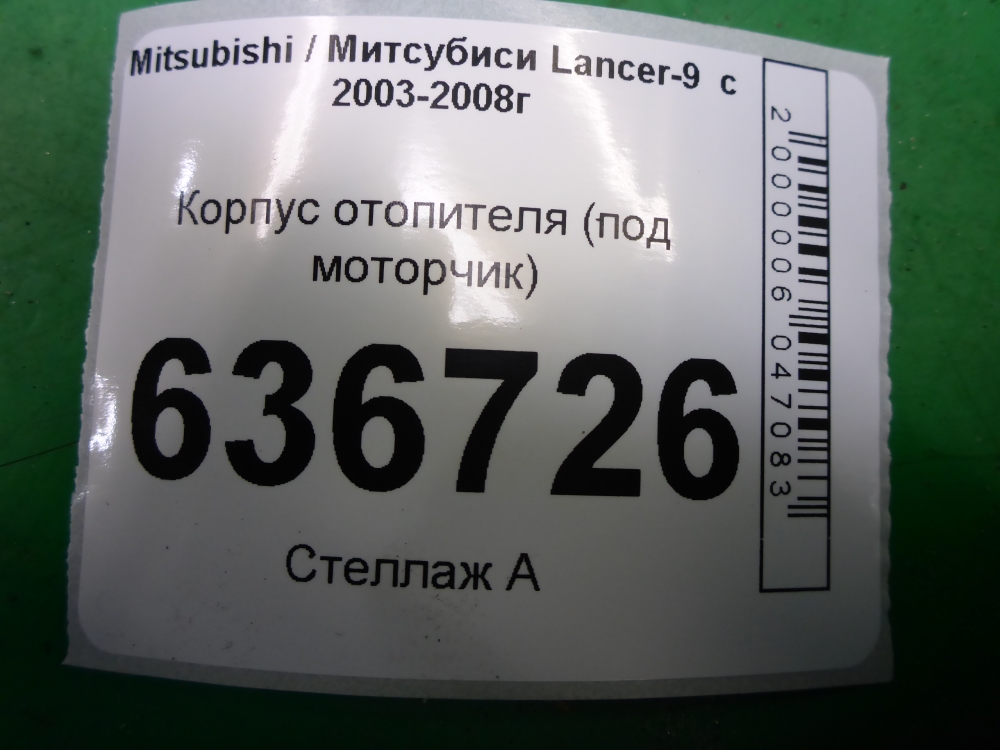 Mitsubishi / Митсубиси Lancer-9 с
2003-2008г
Корпус отопителя (под
моторчик)
636726
Стеллаж А
2 000006 047083